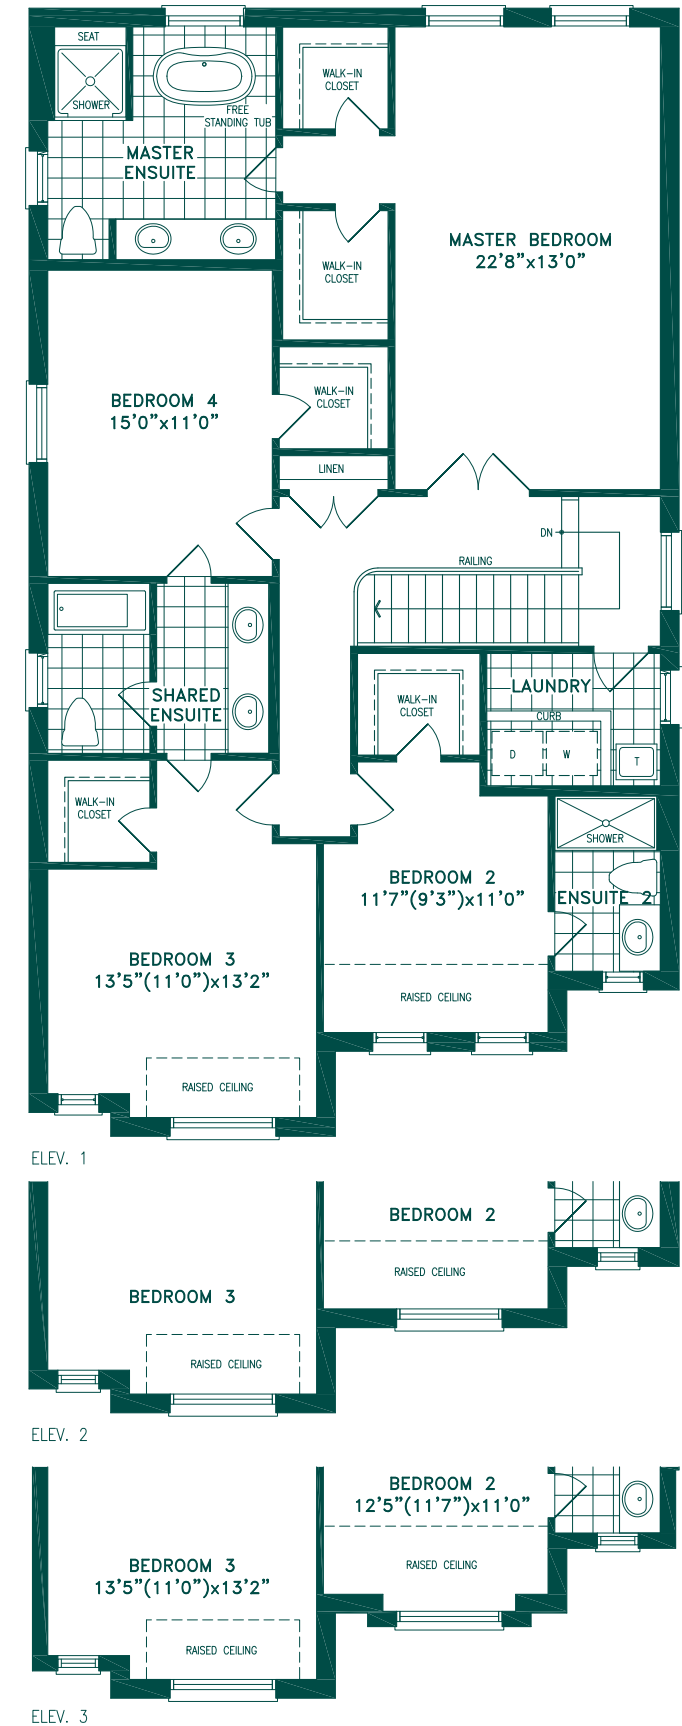 SEAT
SHOWER
FREE
STANDING TUB
WALK-IN
CLOSET
MASTER
ENSUITE
MASTER BEDROOM
22'8"x13'0"
WALK-IN
CLOSET
BEDROOM 4
15'0"x11'0"
WALK-IN
CLOSET
LINEN
DN
RAILING
SHARED
ENSUITE
LAUNDRY
WALK-IN
CLOSET
CURB
D
W
T
WALK-IN
CLOSET
SHOWER
BEDROOM 2
11'7"(9'3")x11'0"
ENSUITE 2
BEDROOM 3
13'5"(11'0")x13'2"
RAISED CEILING
RAISED CEILING
ELEV. 1
BEDROOM 2
RAISED CEILING
BEDROOM 3
RAISED CEILING
ELEV. 2
BEDROOM 2
12'5"(11'7")x11'0"
BEDROOM 3
13'5"(11'0")x13'2"
RAISED CEILING
RAISED CEILING
ELEV. 3